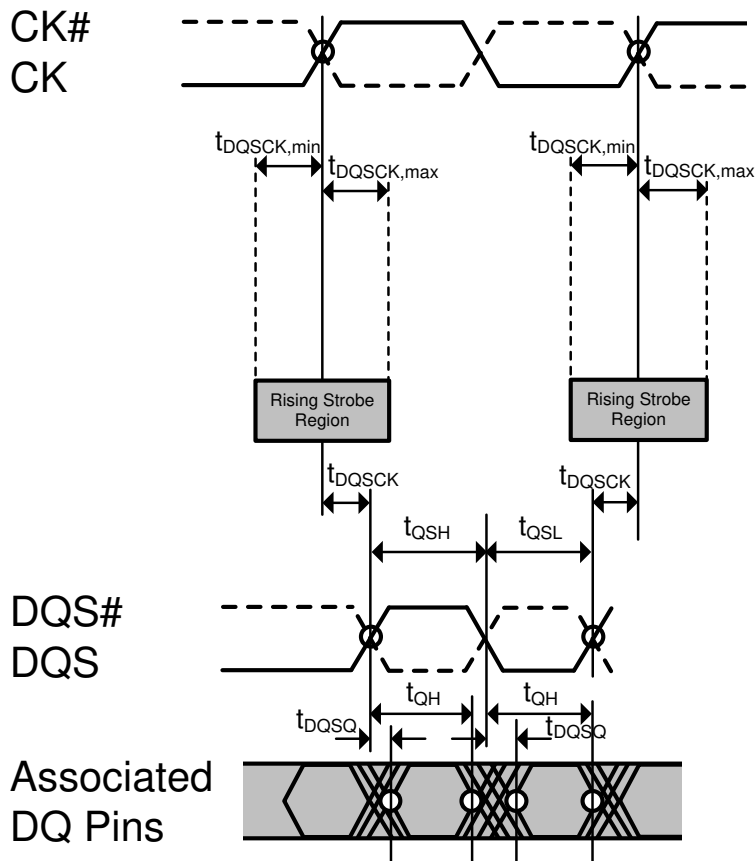 CK#
CK
tDQSCK,min
tDQSCK,max
tDQSCK,min
tDQSCK,max
Rising Strobe
Region
Rising Strobe
Region
tDQSCK
tDQSCK
tQSH
tQSL
DQS#
DQS
tQH
tQH
tDQSQ
tDQSQ
Associated
DQ Pins